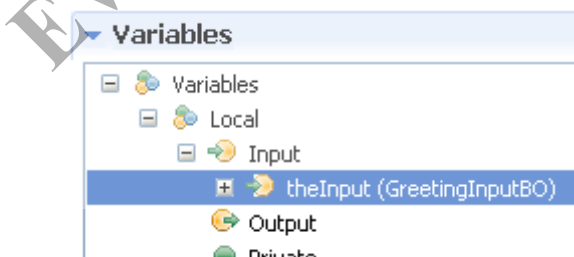 Variables
Variables
Local
Input
theInput (GreetingInputBO)
Output